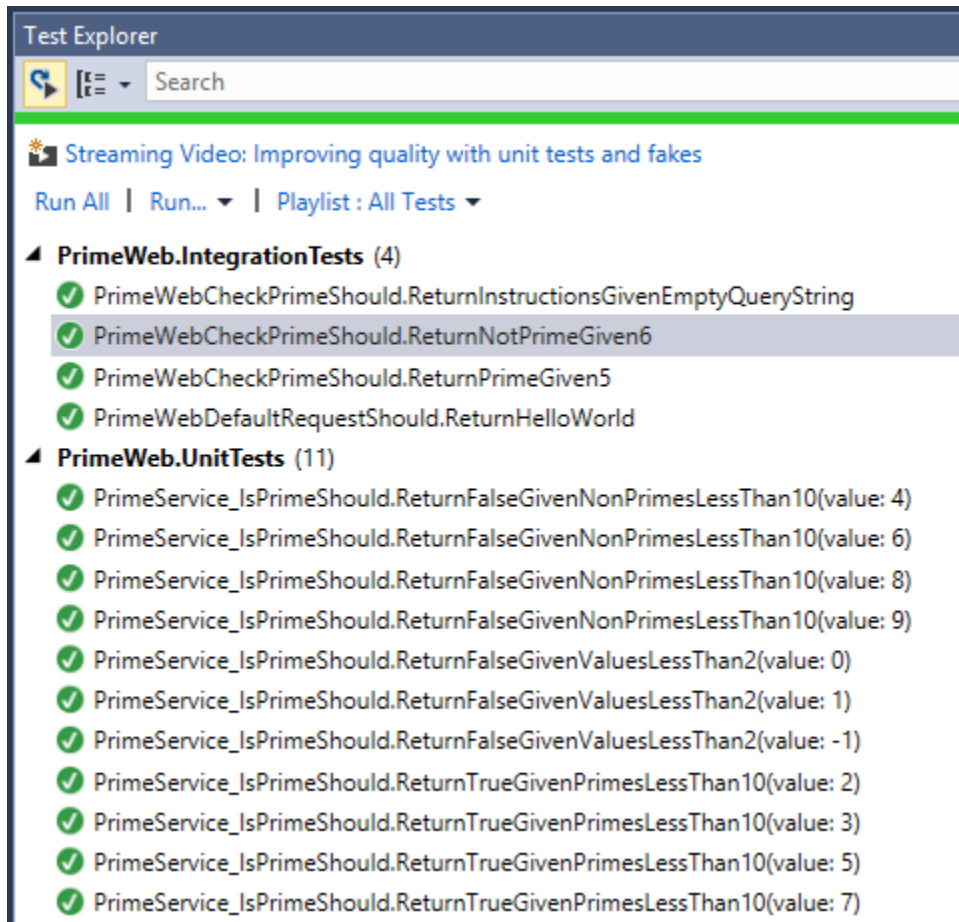 Test Explorer
Search
Streaming Video: Improving quality with unit tests and fakes
Run All | Run... | Playlist : All Tests
PrimeWeb.IntegrationTests (4)
PrimeWebCheckPrimeShould.ReturnInstructionsGivenEmptyQueryString
PrimeWebCheckPrimeShould.ReturnNotPrimeGiven6
PrimeWebCheckPrimeShould.ReturnPrimeGiven5
PrimeWebDefaultRequestShould.ReturnHelloWorld
PrimeWeb.UnitTests (11)
PrimeService_IsPrimeShould.ReturnFalseGivenNonPrimesLessThan10(value: 4)
PrimeService_IsPrimeShould.ReturnFalseGivenNonPrimesLessThan10(value: 6)
PrimeService_IsPrimeShould.ReturnFalseGivenNonPrimesLessThan10(value: 8)
PrimeService_IsPrimeShould.ReturnFalseGivenNonPrimesLessThan10(value: 9)
PrimeService_IsPrimeShould.ReturnFalseGivenValuesLessThan2(value: 0)
PrimeService_IsPrimeShould.ReturnFalseGivenValuesLessThan2(value: 1)
PrimeService_IsPrimeShould.ReturnFalseGivenValuesLessThan2(value: -1)
PrimeService_IsPrimeShould.ReturnTrueGivenPrimesLessThan10(value: 2)
PrimeService_IsPrimeShould.ReturnTrueGivenPrimesLessThan10(value: 3)
PrimeService_IsPrimeShould.ReturnTrueGivenPrimesLessThan10(value: 5)
PrimeService_IsPrimeShould.ReturnTrueGivenPrimesLessThan10(value: 7)